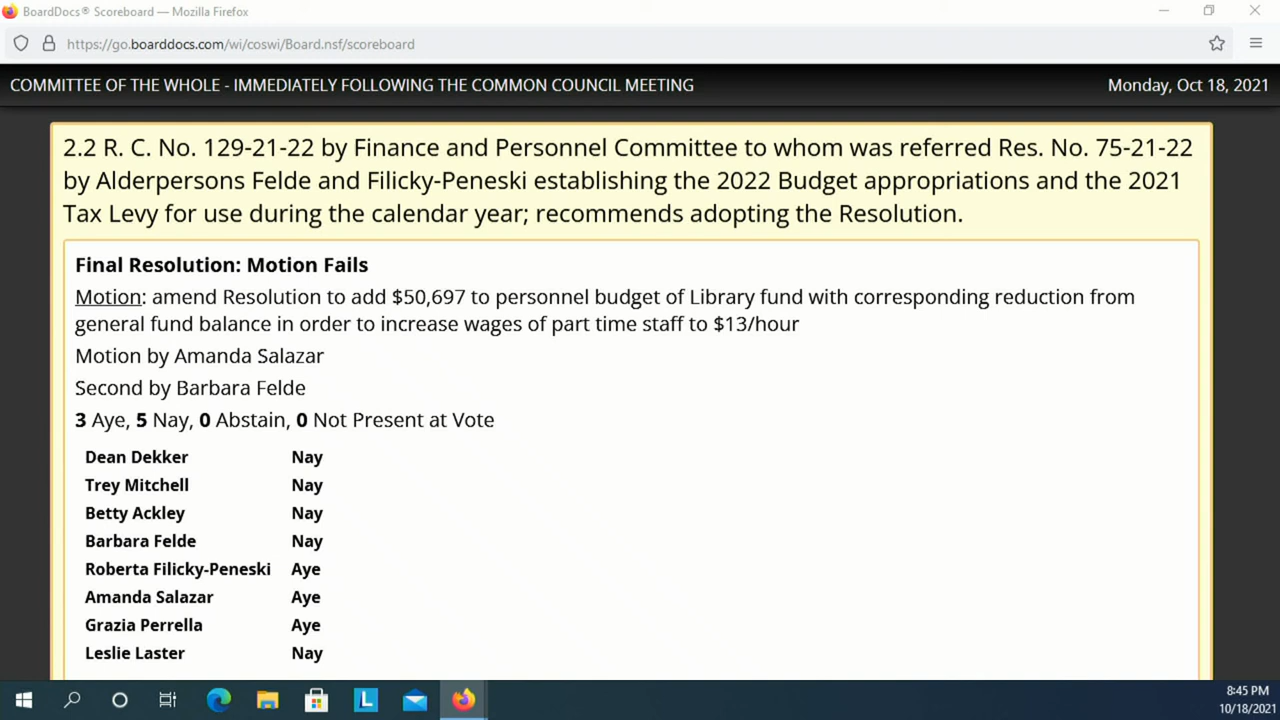 BoardDocs® Scoreboard — Mozilla Firefox
https://go.boarddocs.com/wi/coswi/Board.nsf/scoreboard
COMMITTEE OF THE WHOLE - IMMEDIATELY FOLLOWING THE COMMON COUNCIL MEETING Monday, Oct 18, 2021
2.2 R. C. No. 129-21-22 by Finance and Personnel Committee to whom was referred Res. No. 75-21-22
by Alderpersons Felde and Filicky-Peneski establishing the 2022 Budget appropriations and the 2021
Tax Levy for use during the calendar year; recommends adopting the Resolution.
Final Resolution: Motion Fails
Motion: amend Resolution to add $50,697 to personnel budget of Library fund with corresponding reduction from
general fund balance in order to increase wages of part time staff to $13/hour
Motion by Amanda Salazar
Second by Barbara Felde
3 Aye, 5 Nay, 0 Abstain, 0 Not Present at Vote
Dean Dekker Nay
Trey Mitchell Nay
Betty Ackley Nay
Barbara Felde Nay
Roberta Filicky-Peneski Aye
Amanda Salazar Aye
Grazia Perrella Aye
Leslie Laster Nay
L
8:45 PM
10/18/2021